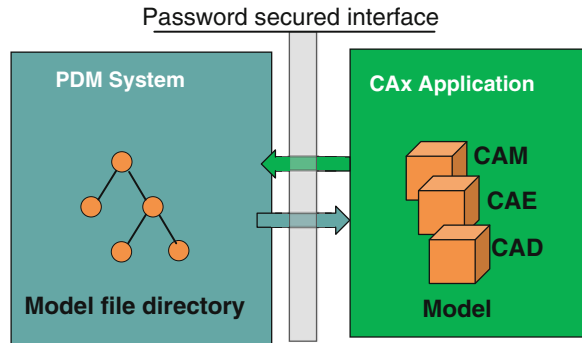 Password secured interface
PDM System
CAx Application
CAM
CAE
CAD
Model file directory
Model